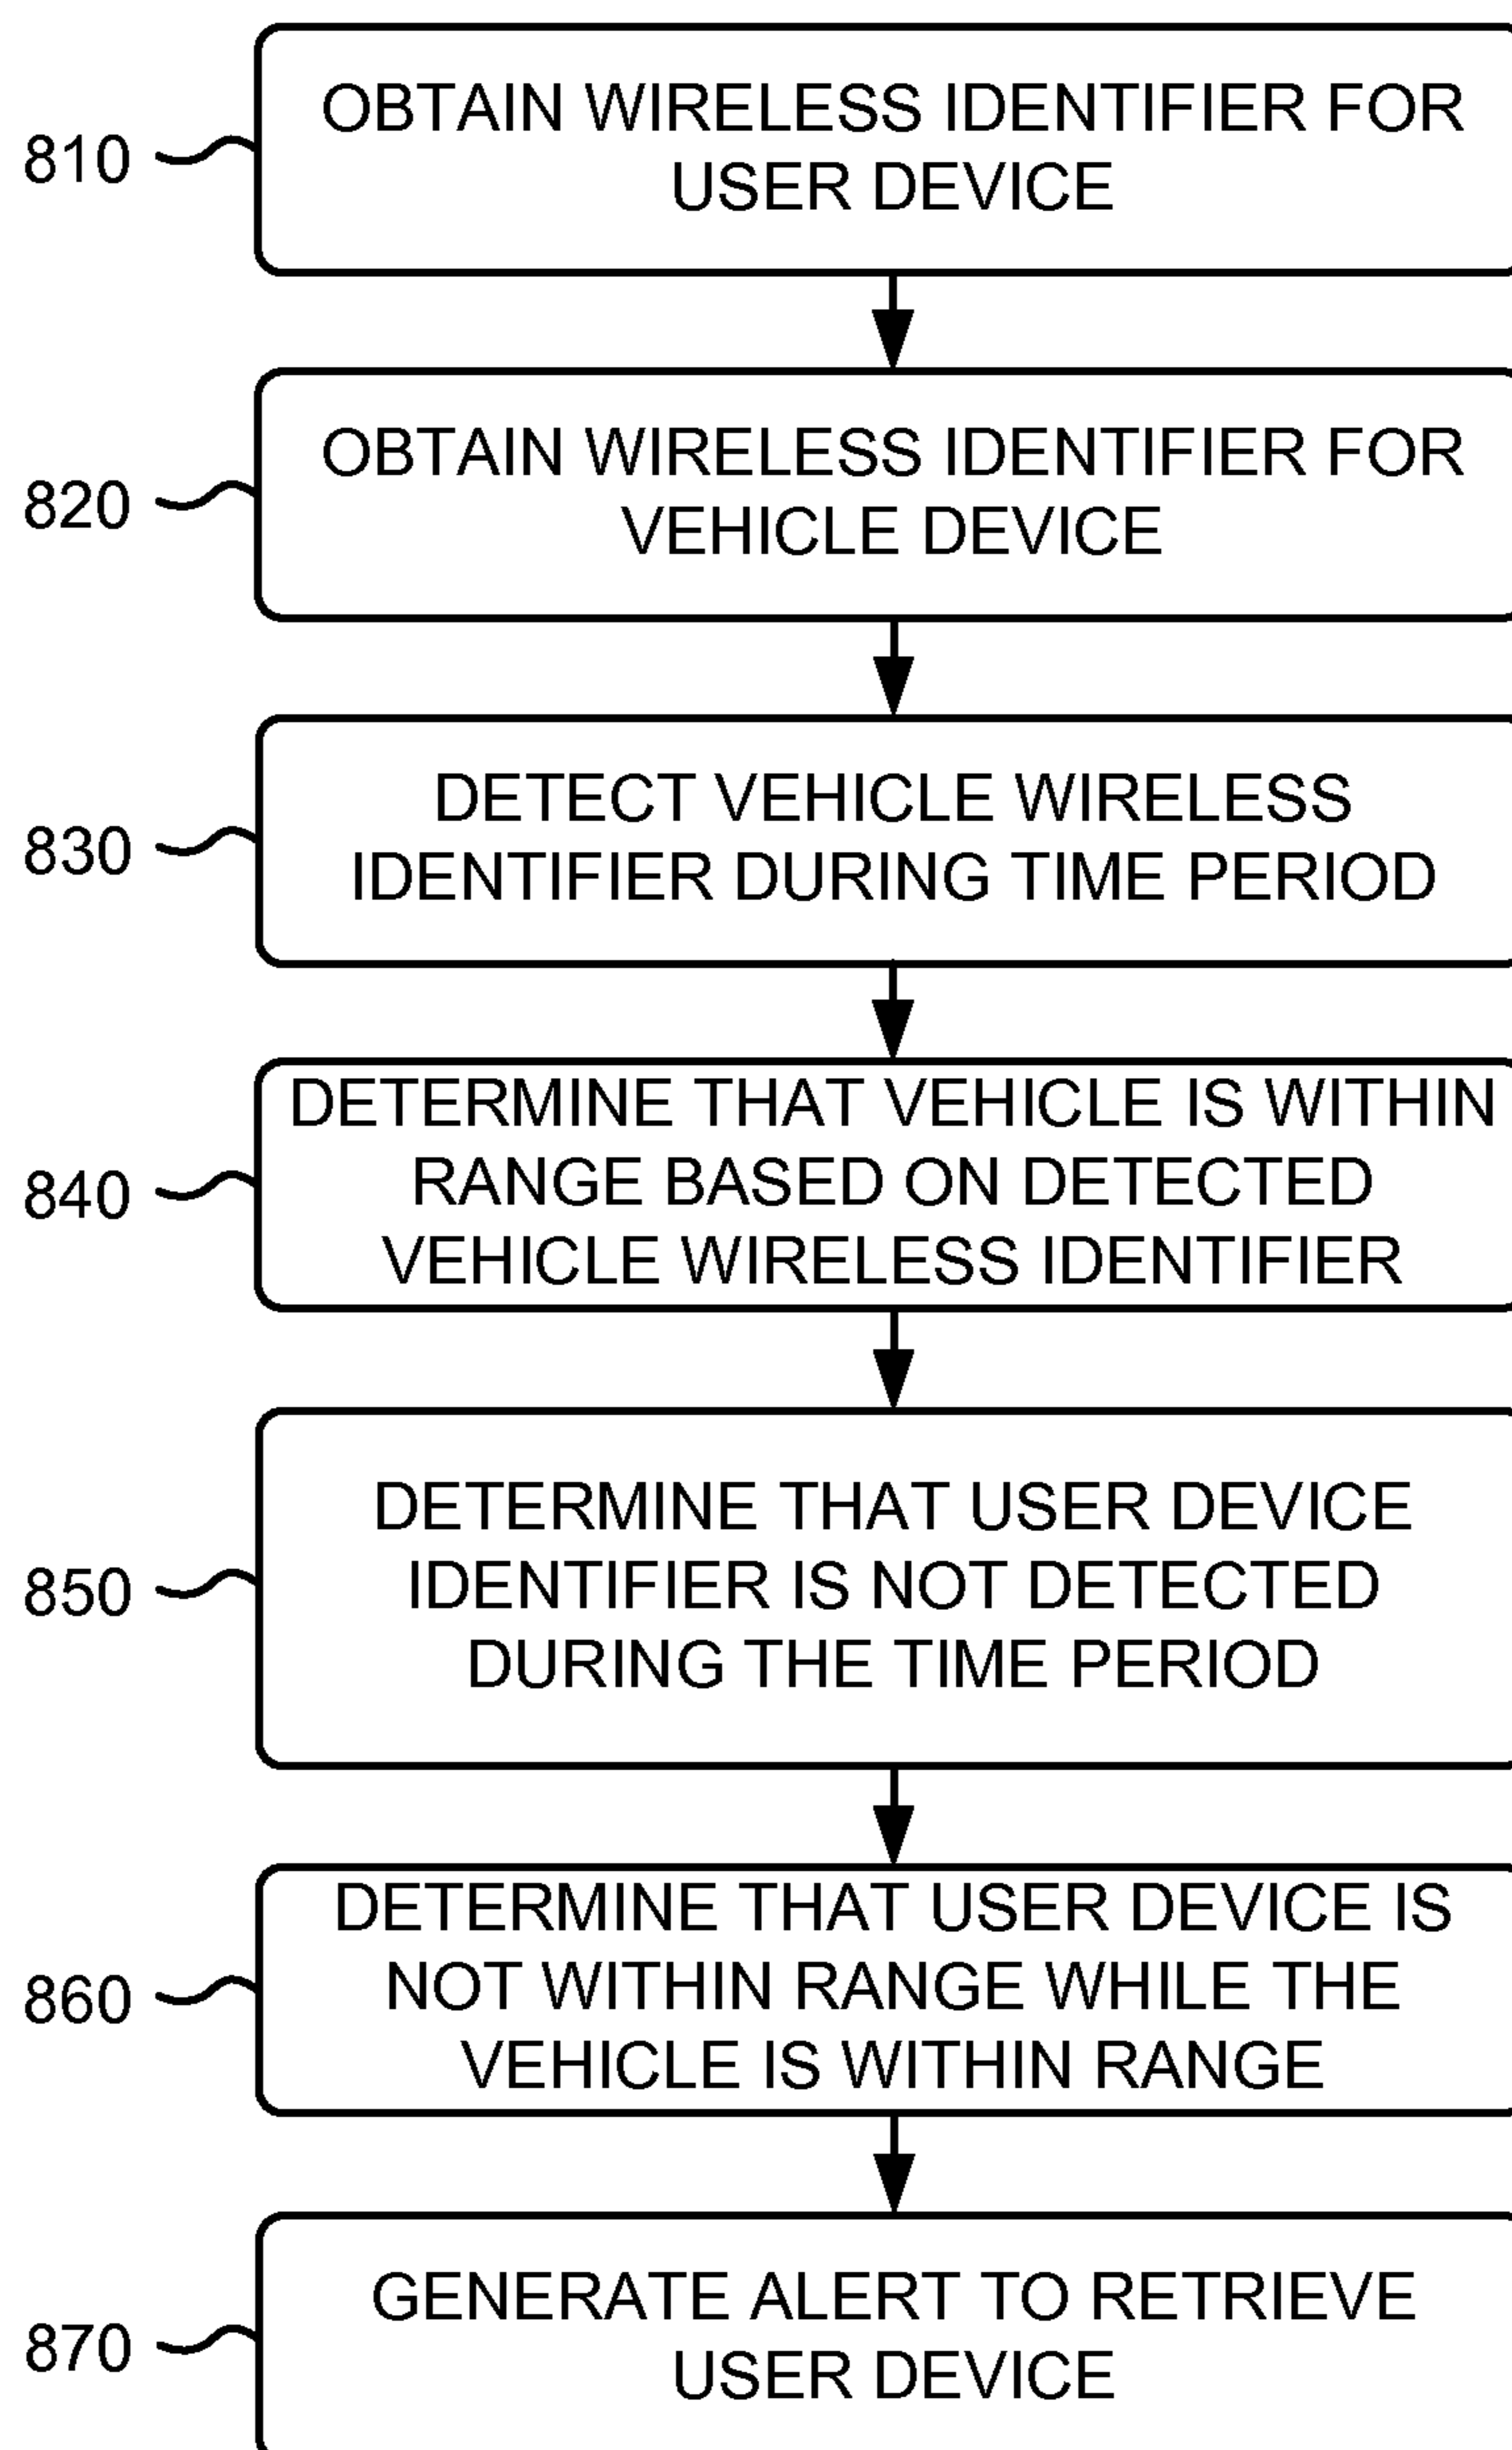 810
OBTAIN WIRELESS IDENTIFIER FOR
USER DEVICE
820
OBTAIN WIRELESS IDENTIFIER FOR
VEHICLE DEVICE
830
DETECT VEHICLE WIRELESS
IDENTIFIER DURING TIME PERIOD
840
DETERMINE THAT VEHICLE IS WITHIN
RANGE BASED ON DETECTED
VEHICLE WIRELESS IDENTIFIER
850
DETERMINE THAT USER DEVICE
IDENTIFIER IS NOT DETECTED
DURING THE TIME PERIOD
860
DETERMINE THAT USER DEVICE IS
NOT WITHIN RANGE WHILE THE
VEHICLE IS WITHIN RANGE
870
GENERATE ALERT TO RETRIEVE
USER DEVICE